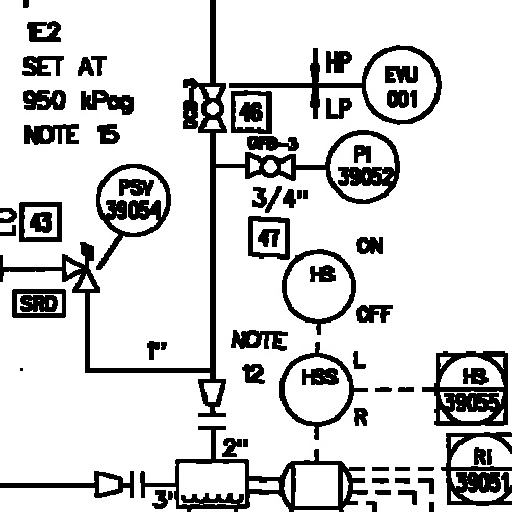 1E2
SET AT
950 kPag
NOTE 15
HP
LP
EVU
001
46
GFB-3
PI
39052
3/4"
PSV
39054
43
47
SRD
HS
ON
OFF
1"
NOTE
12
HSS
L
R
HS
39055
2"
3"
RI
39051